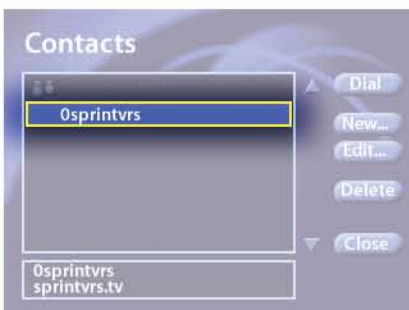 Contacts
0sprintvrs
Dial
New...
Edit...
Delete
Close
0sprintvrs
sprintvrs.tv